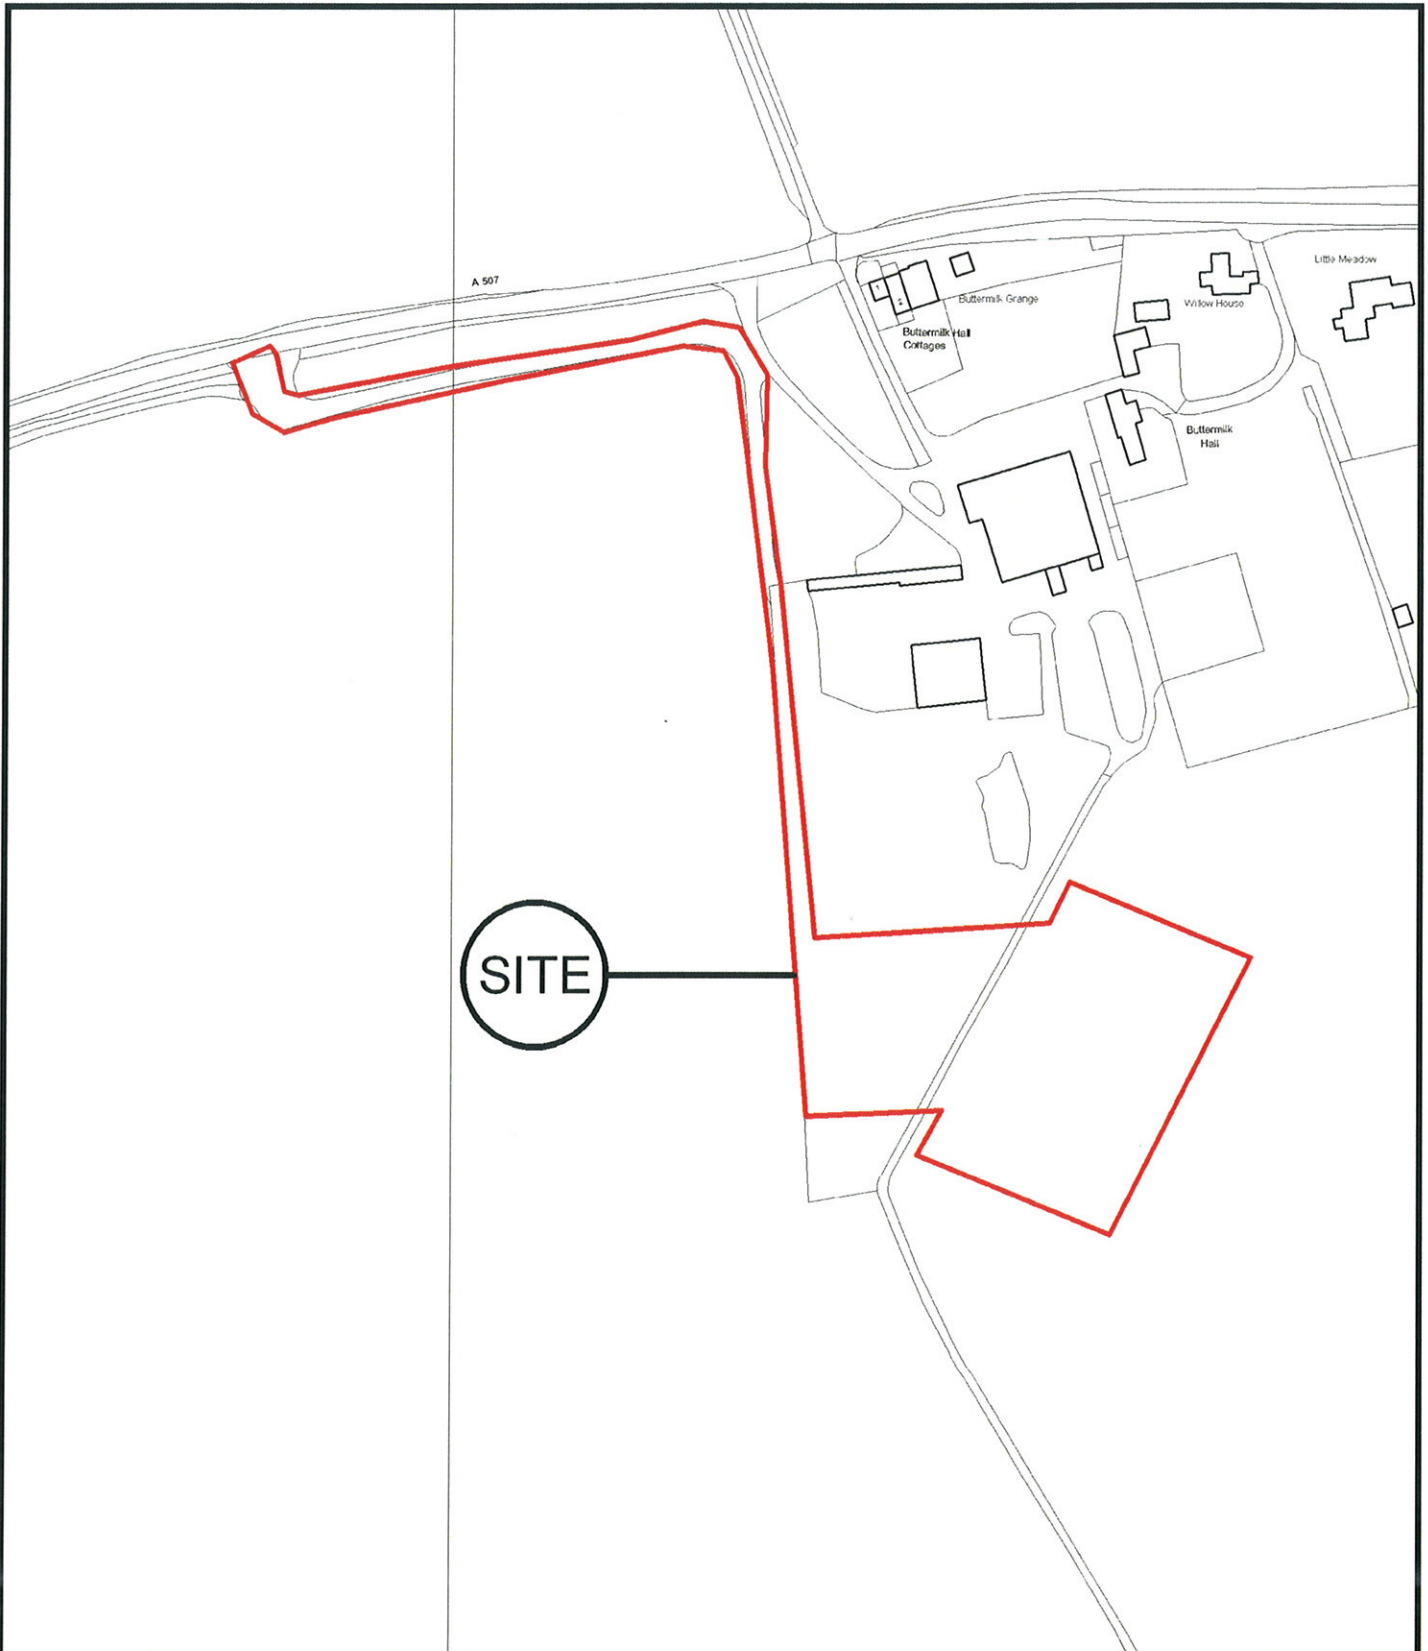 A 507
Little Meadow
Buttermilk Grange
Willow House
Buttermilk Hall
Cottages
Buttermilk
Hall
SITE